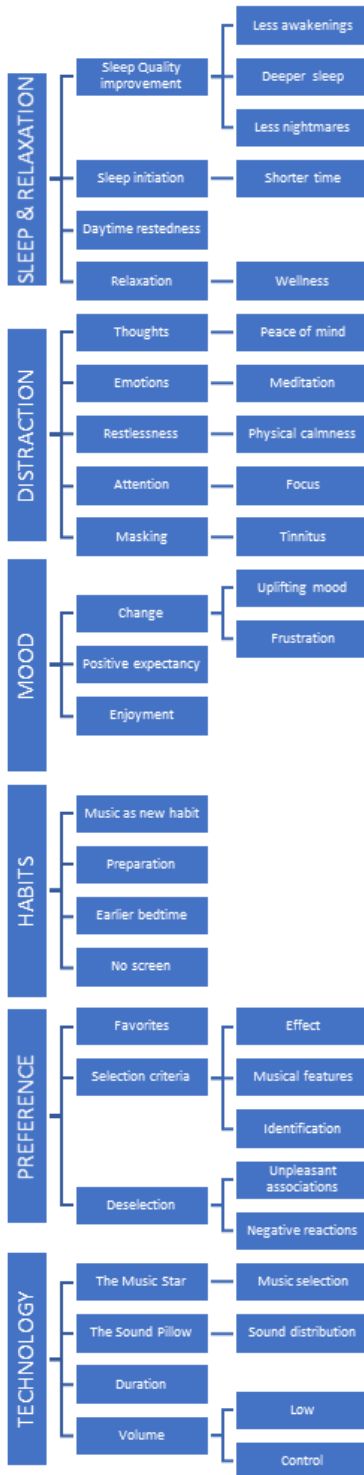 SLEEP & RELAXATION
Sleep Quality
improvement
Less awakenings
Deeper sleep
Less nightmares
Sleep initiation
Shorter time
Daytime restedness
Relaxation
Wellness
DISTRACTION
Thoughts
Peace of mind
Emotions
Meditation
Restlessness
Physical calmness
Attention
Focus
Masking
Tinnitus
MOOD
Change
Uplifting mood
Frustration
Positive expectancy
Enjoyment
HABITS
Music as new habit
Preparation
Earlier bedtime
No screen
PREFERENCE
Favorites
Selection criteria
Effect
Musical features
Identification
Deselection
Unpleasant
associations
Negative reactions
TECHNOLOGY
The Music Star
Music selection
The Sound Pillow
Sound distribution
Duration
Volume
Low
Control